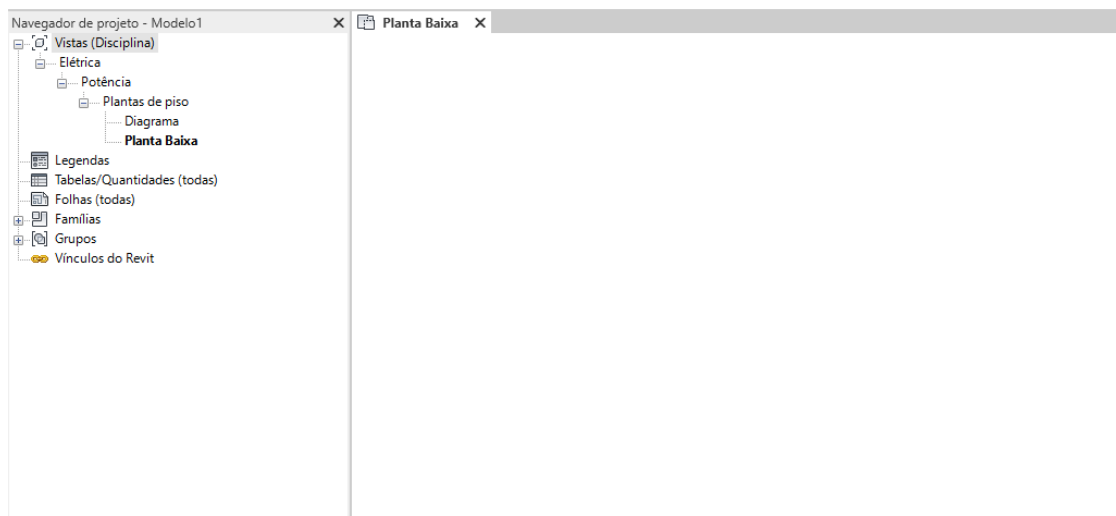 Navegador de projeto - Modelo1
Vistas (Disciplina)
Elétrica
Potência
Plantas de piso
Diagrama
Planta Baixa
Legendas
Tabelas/Quantidades (todas)
Folhas (todas)
Famílias
Grupos
Vínculos do Revit
Planta Baixa